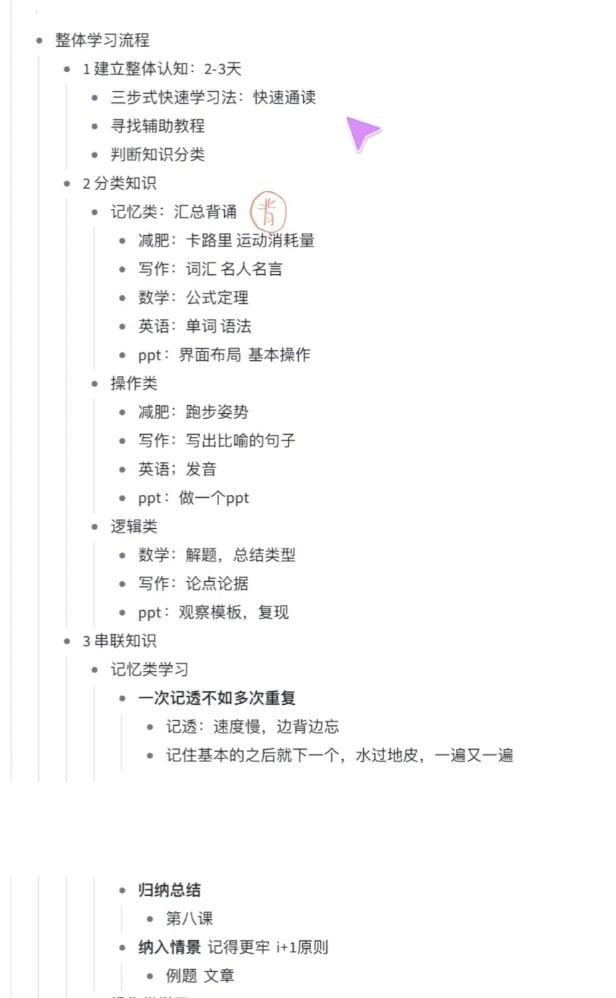 整体学习流程
1 建立整体认知：2-3天
三步式快速学习法：快速通读
寻找辅助教程
判断知识分类
2 分类知识
记忆类：汇总背诵 背
减肥：卡路里 运动消耗量
写作：词汇 名人名言
数学：公式定理
英语：单词 语法
ppt：界面布局 基本操作
操作类
减肥：跑步姿势
写作：写出比喻的句子
英语；发音
ppt：做一个ppt
逻辑类
数学：解题，总结类型
写作：论点论据
ppt：观察模板，复现
3 串联知识
记忆类学习
一次记透不如多次重复
记透：速度慢，边背边忘
记住基本的之后就下一个，水过地皮，一遍又一遍
归纳总结
第八课
纳入情景 记得更牢 i+1原则
例题 文章